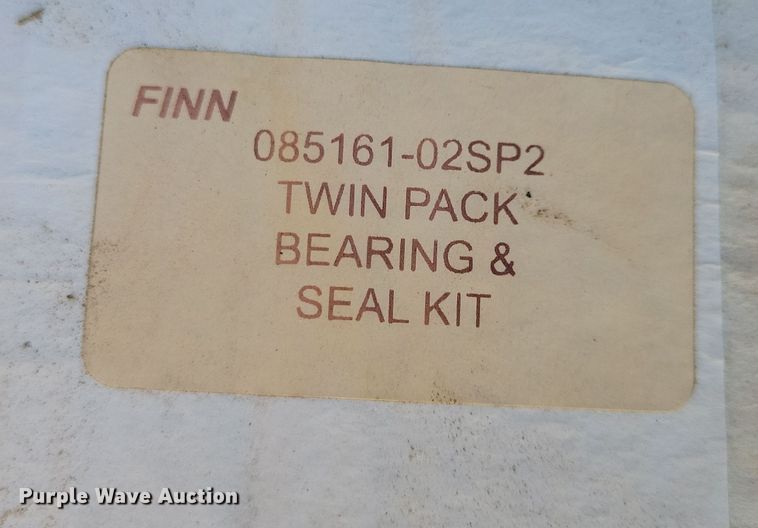 FINN
085161-02SP2
TWIN PACK
BEARING &
SEAL KIT
Purple Wave Auction